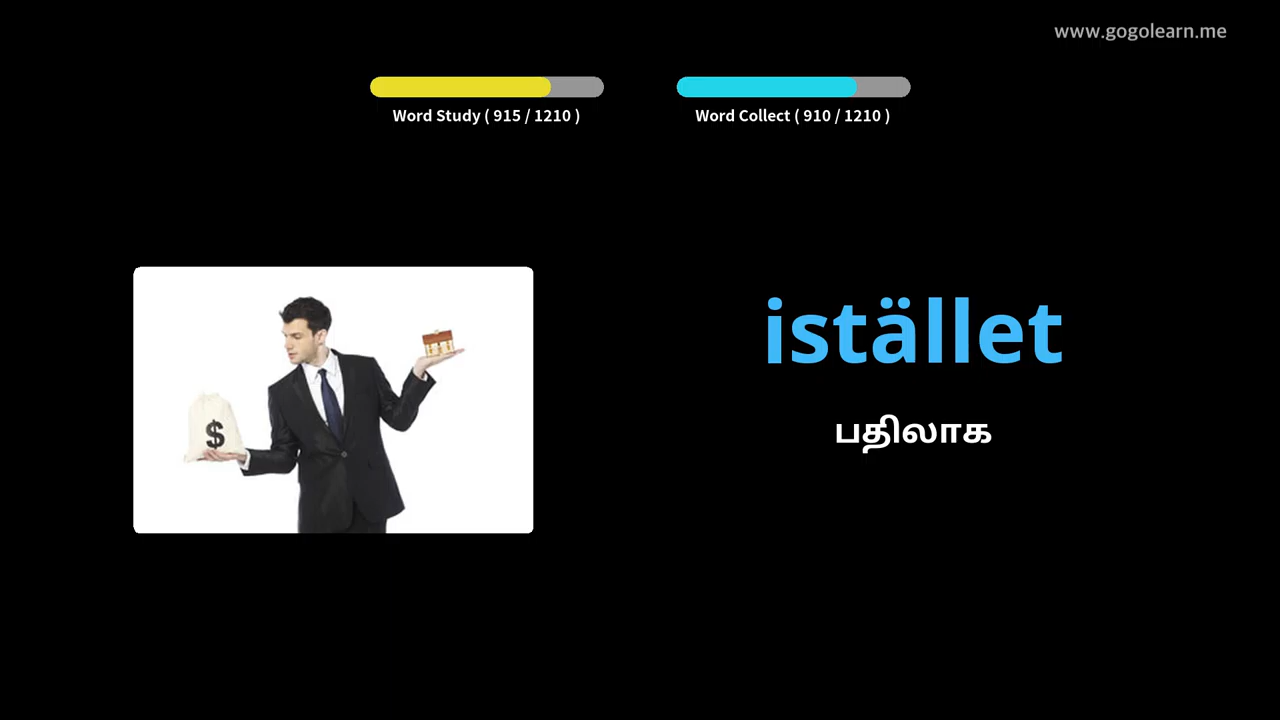 www.gogolearn.me
Word Study ( 915 / 1210 )
Word Collect ( 910 / 1210 )
$
istället
பதிலாக